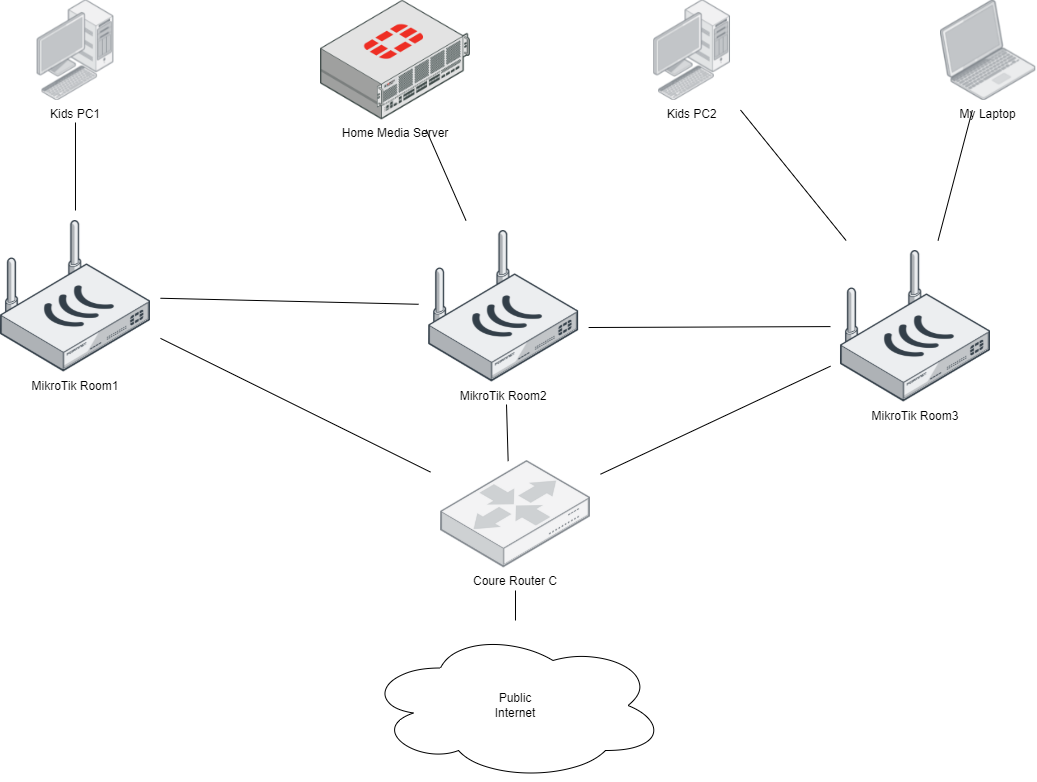 Kids PC1
Home Media Server
Kids PC2
My Laptop
MikroTik Room1
MikroTik Room2
MikroTik Room3
Coure Router C
Public
Internet